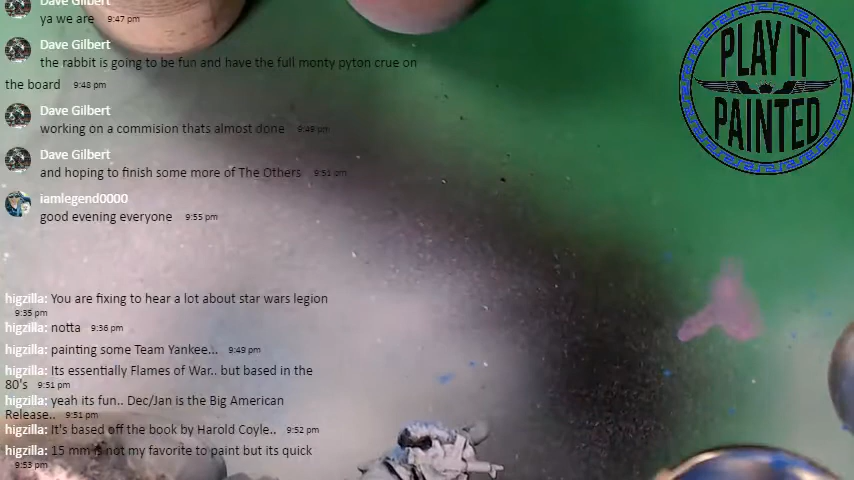 Dave Gilbert
ya we are 9:47 pm
Dave Gilbert
the rabbit is going to be fun and have the full monty pyton crue on
the board 9:48 pm
Dave Gilbert
working on a commision thats almost done 9:49 pm
Dave Gilbert
and hoping to finish some more of The Others 9:51 pm
iamlegend0000
good evening everyone 9:55 pm
higzilla: You are fixing to hear a lot about star wars legion
9:35 pm
higzilla: notta 9:36 pm
higzilla: painting some Team Yankee... 9:49 pm
higzilla: Its essentially Flames of War.. but based in the
80's 9:51 pm
higzilla: yeah its fun.. Dec/Jan is the Big American
Release.. 9:51 pm
higzilla: It's based off the book by Harold Coyle.. 9:52 pm
higzilla: 15 mm is not my favorite to paint but its quick
9:53 pm
PLAY IT
PAINTED